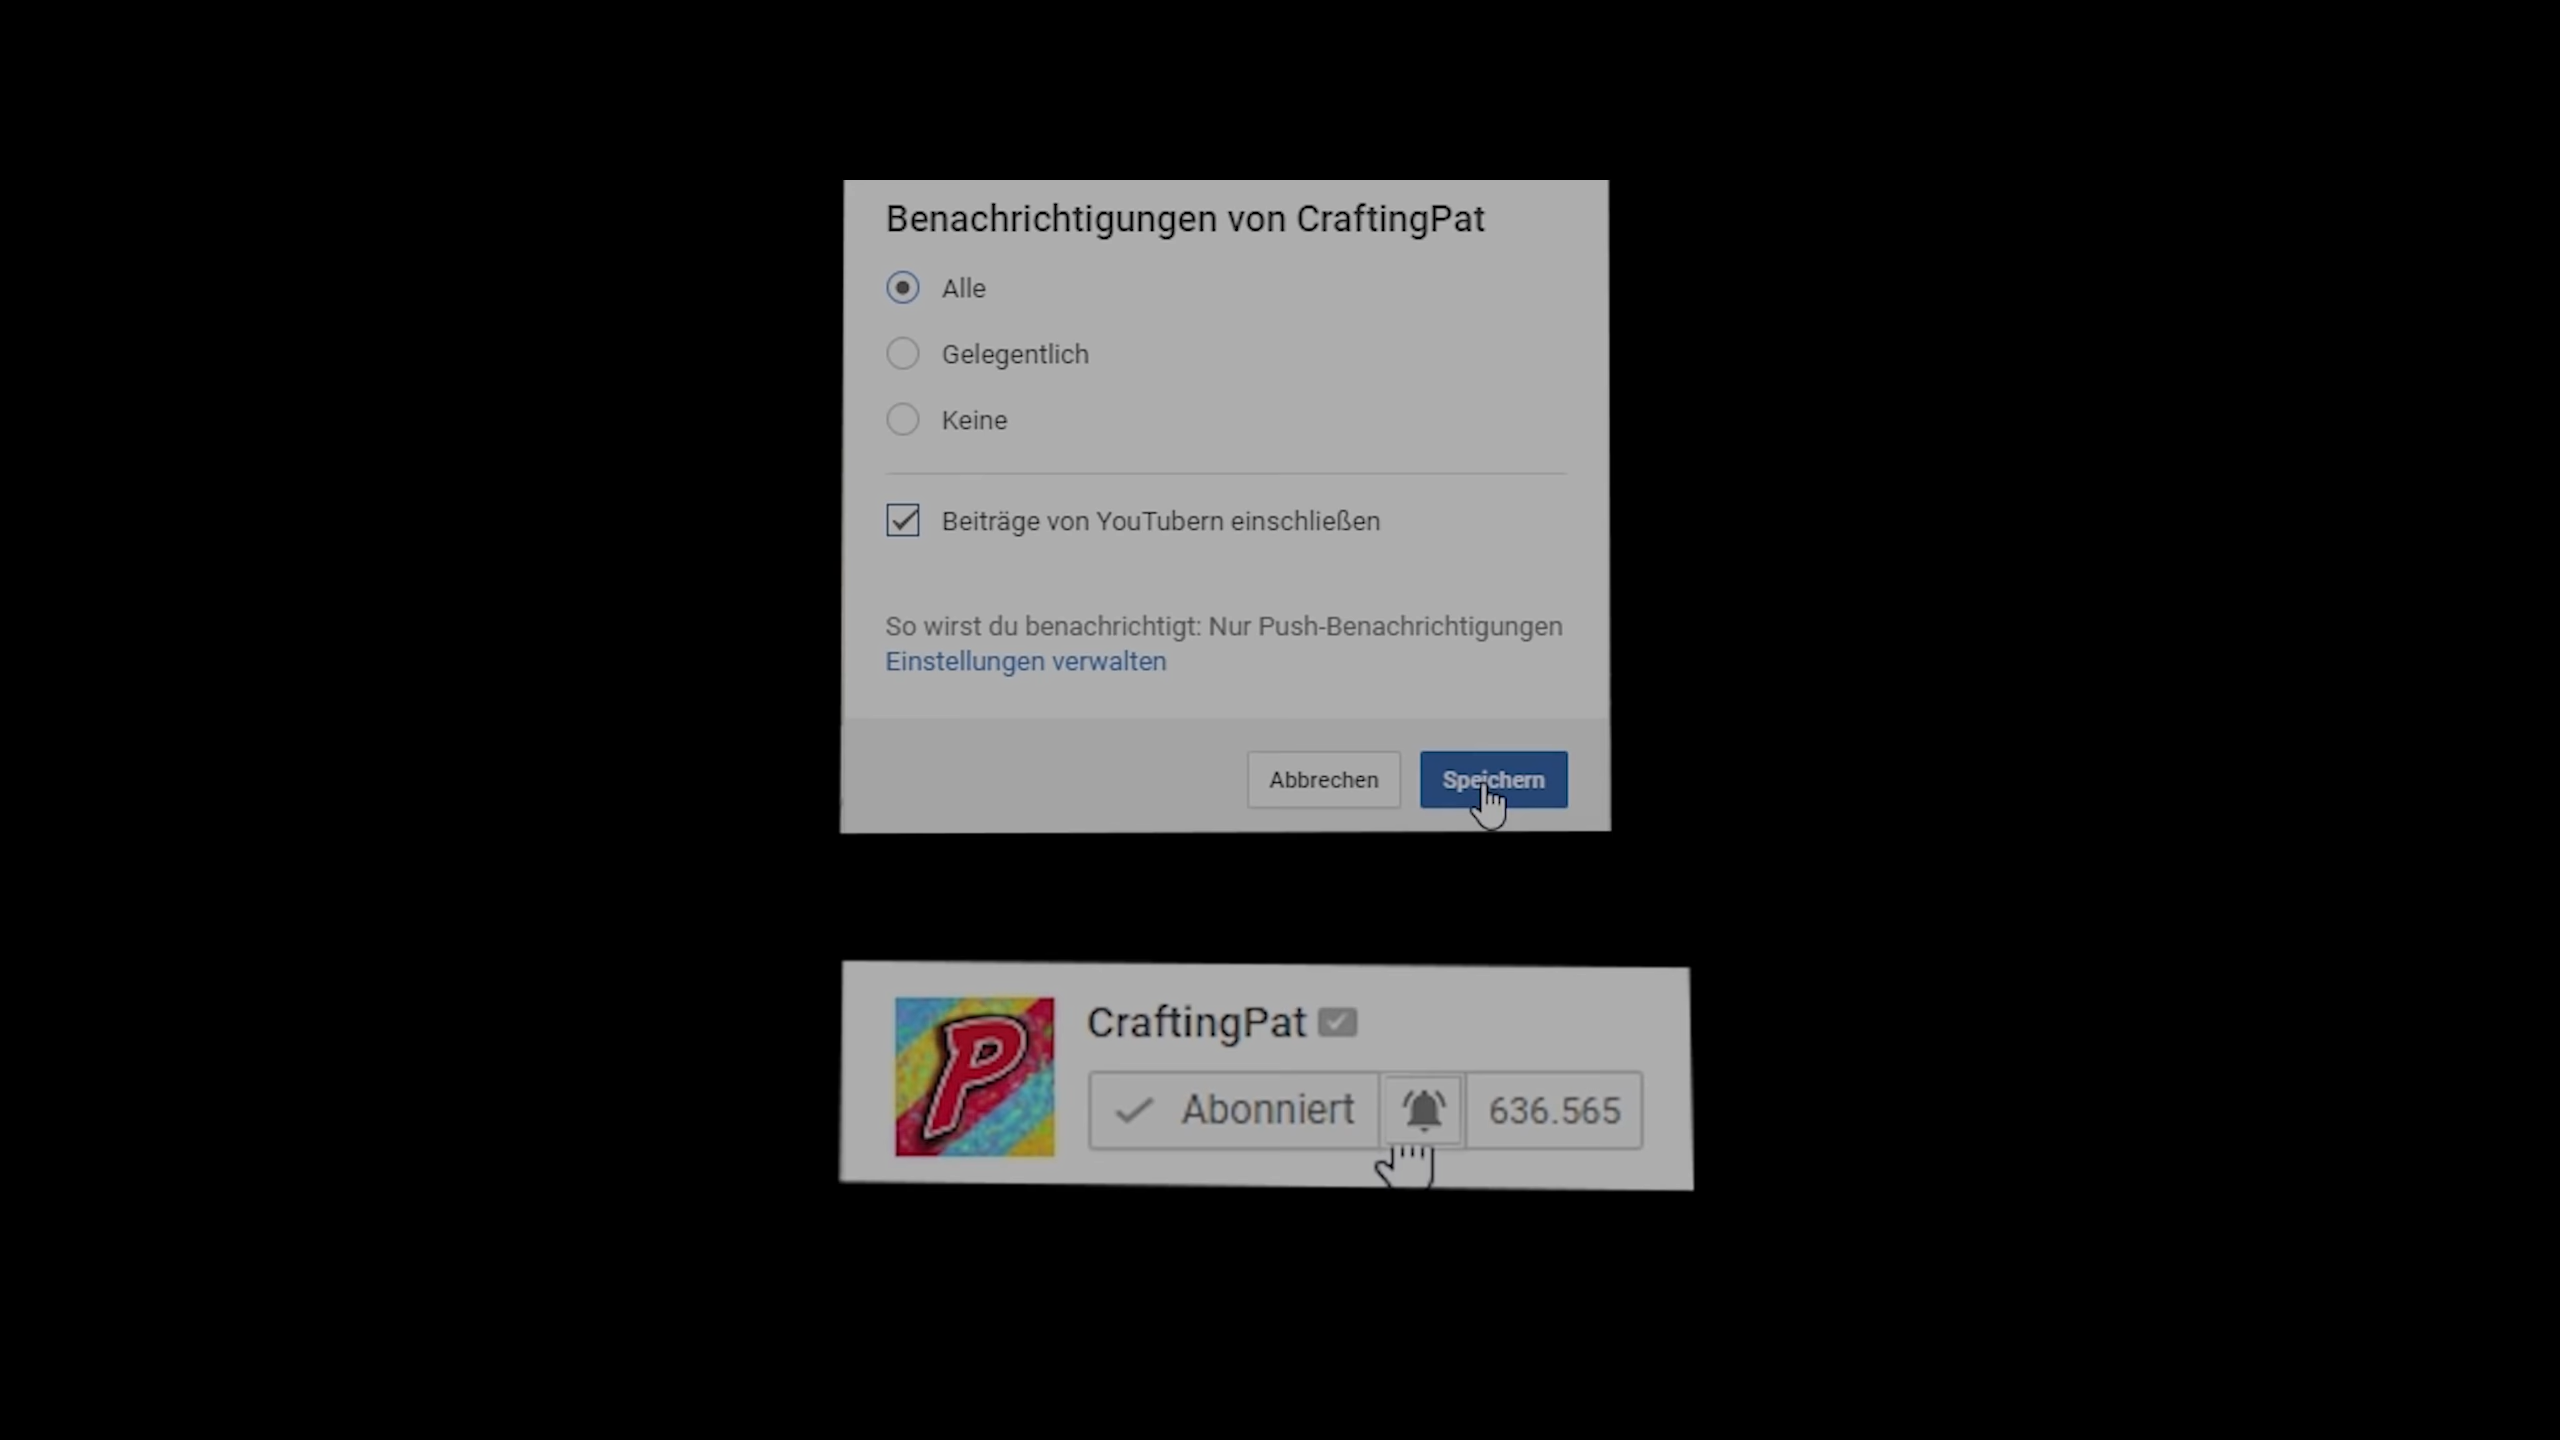 Benachrichtigungen von CraftingPat
Alle
Gelegentlich
Keine
Beiträge von YouTubern einschließen
So wirst du benachrichtigt: Nur Push-Benachrichtigungen
Einstellungen verwalten
Abbrechen Speichern
P
CraftingPat
Abonniert 636.565